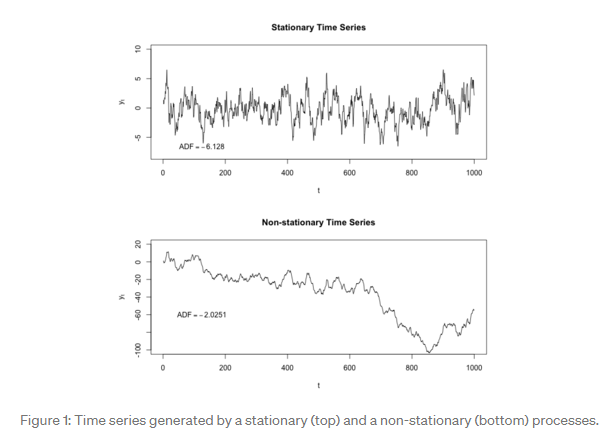 Stationary Time Series
10
5
0
-5
yₜ
ADF = − 6.128
0 200 400 600 800 1000
t
Non-stationary Time Series
20
0
-20
-40
-60
-100
yₜ
ADF = − 2.0251
0 200 400 600 800 1000
t
Figure 1: Time series generated by a stationary (top) and a non-stationary (bottom) processes.